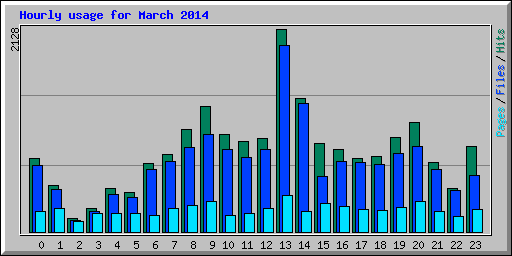 Hourly usage for March 2014
2128
Pages/Files/Hits
0 1 2 3 4 5 6 7 8 9 10 11 12 13 14 15 16 17 18 19 20 21 22 23